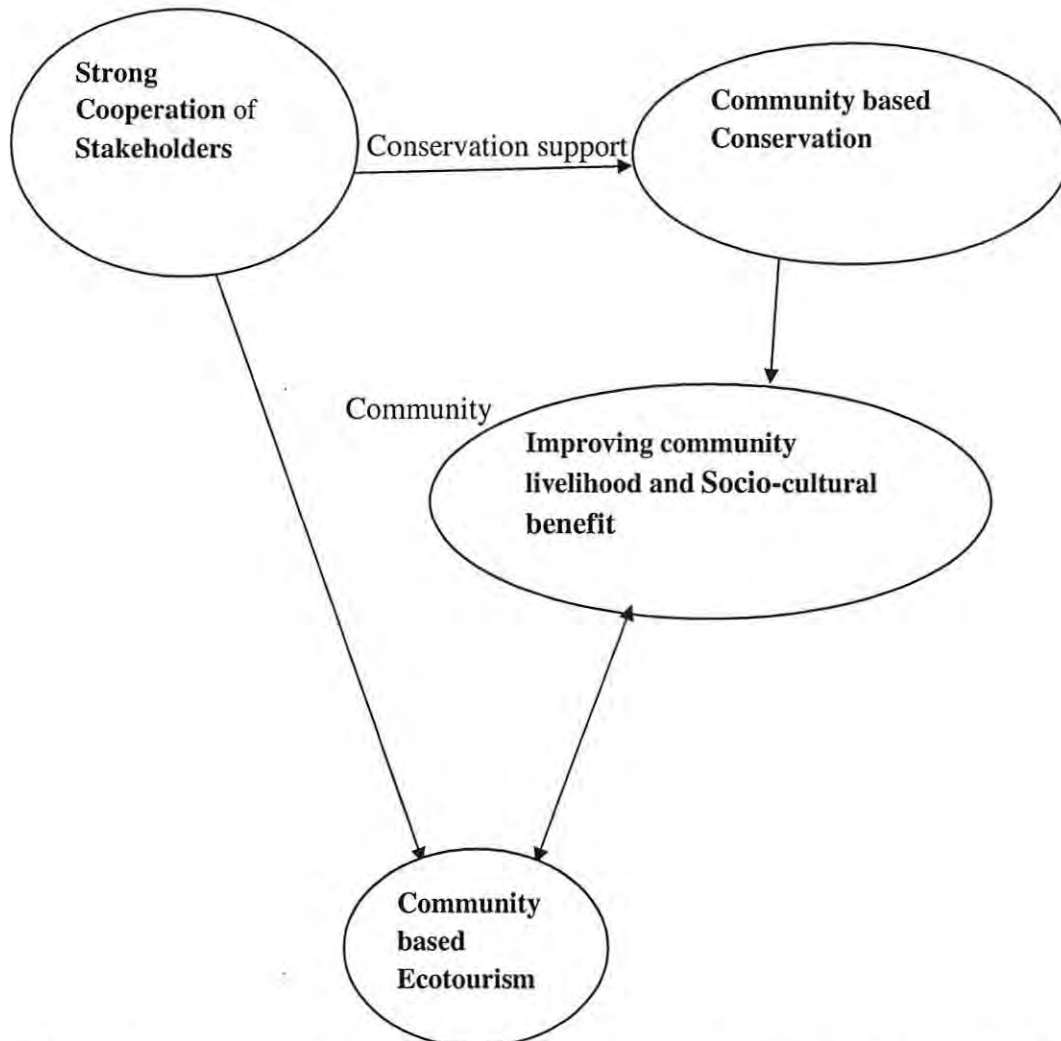 Strong
Cooperation of
Stakeholders
Conservation support
Community based
Conservation
Community
Improving community
livelihood and Socio-cultural
benefit
Community
based
Ecotourism